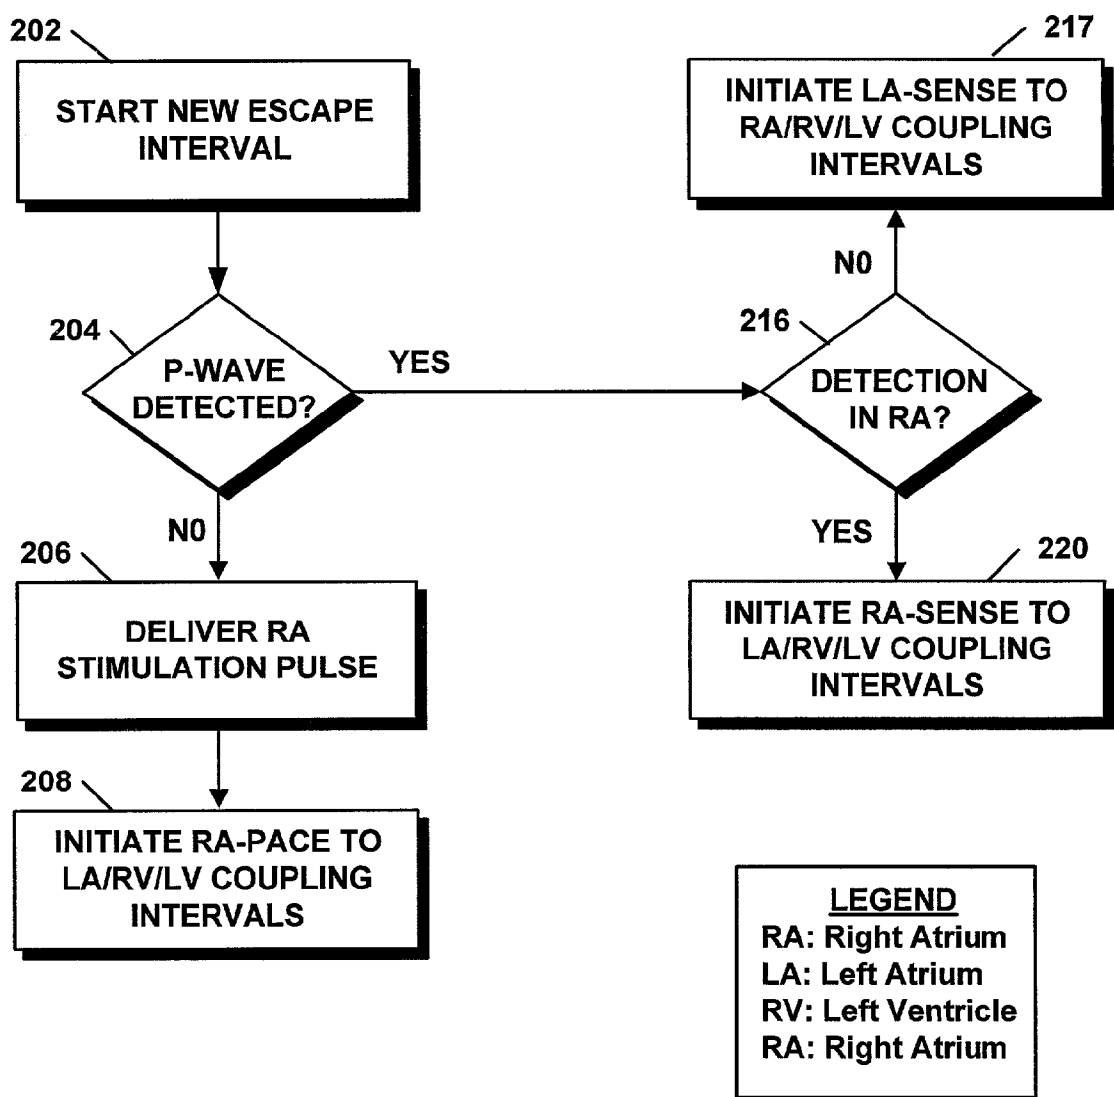 202
START NEW ESCAPE
INTERVAL
217
INITIATE LA-SENSE TO
RA/RV/LV COUPLING
INTERVALS
N0
204
P-WAVE
DETECTED?
YES
216
DETECTION
IN RA?
N0
YES
206
DELIVER RA
STIMULATION PULSE
220
INITIATE RA-SENSE TO
LA/RV/LV COUPLING
INTERVALS
208
INITIATE RA-PACE TO
LA/RV/LV COUPLING
INTERVALS
LEGEND
RA: Right Atrium
LA: Left Atrium
RV: Left Ventricle
RA: Right Atrium